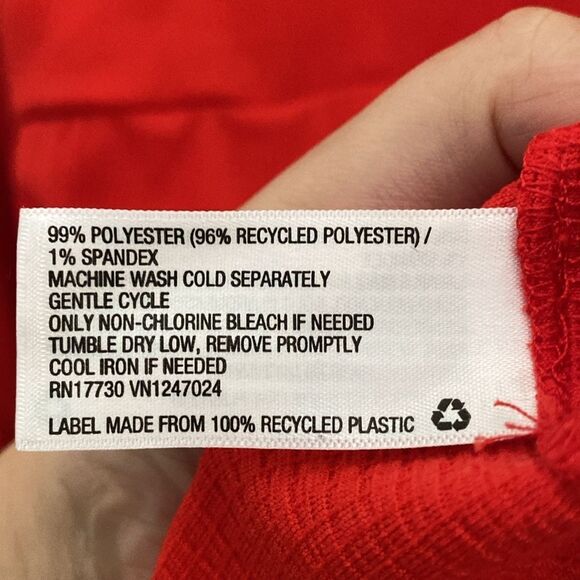 99% POLYESTER (96% RECYCLED POLYESTER) /
1% SPANDEX
MACHINE WASH COLD SEPARATELY
GENTLE CYCLE
ONLY NON-CHLORINE BLEACH IF NEEDED
TUMBLE DRY LOW, REMOVE PROMPTLY
COOL IRON IF NEEDED
RN17730 VN1247024
LABEL MADE FROM 100% RECYCLED PLASTIC